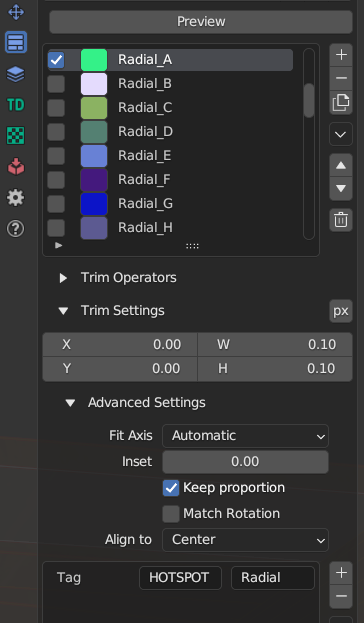 Preview
Radial_A
Radial_B
Radial_C
TD
Radial_D
Radial_E
Radial_F
Radial_G
Radial_H
Trim Operators
Trim Settings px
X 0.00 W 0.10
Y 0.00 H 0.10
Advanced Settings
Fit Axis Automatic
Inset 0.00
Keep proportion
Match Rotation
Align to Center
Tag HOTSPOT Radial